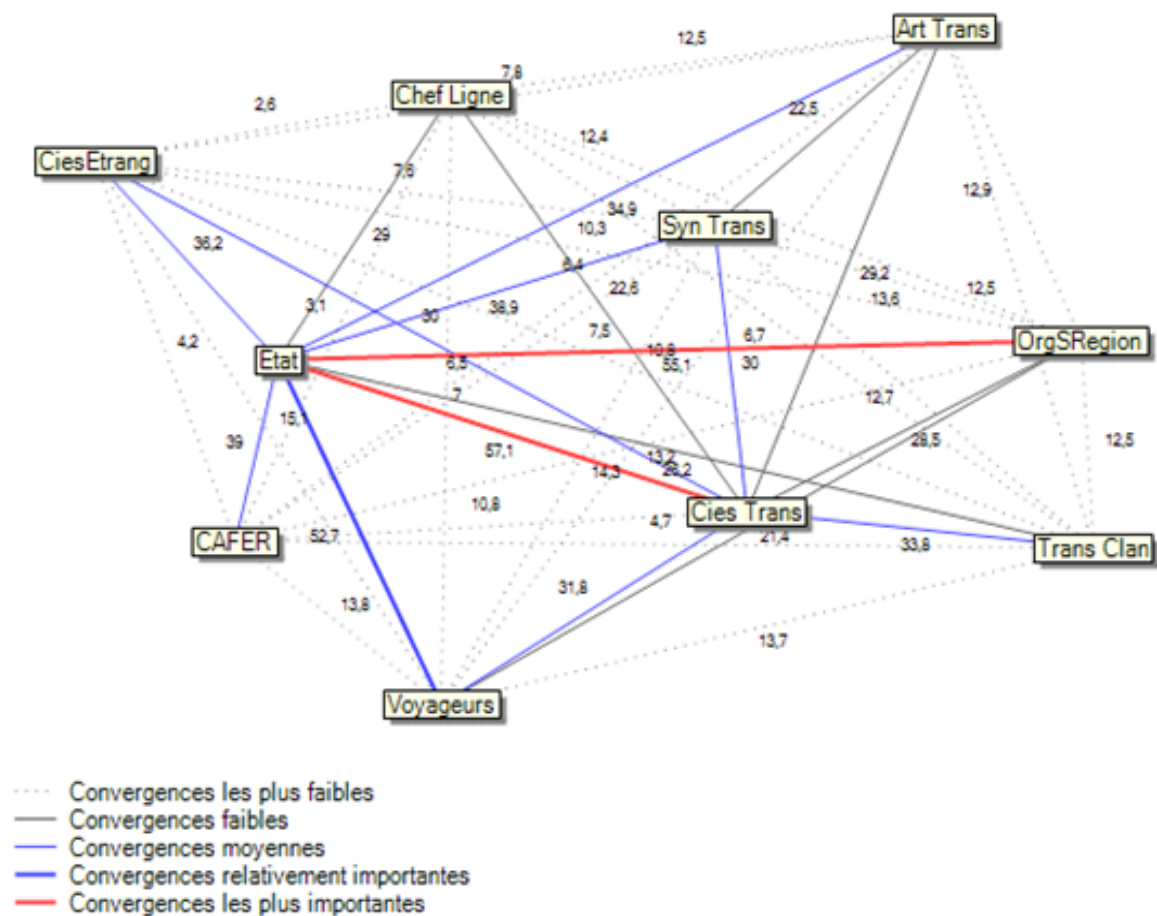 Art Trans
12,5
7,8
Chef Ligne
2,6
22,5
12,4
CiesEtrang
7,6
12,9
34,9
Syn Trans
10,3
29
36,2
6,4
29,2
22,6
13,6
12,5
3,1
38,9
30
7,5
6,7
4,2
OrgSRegion
Etat
6,5
55,1
30
7
12,7
15,1
39
57,1
13,2
28,5
12,5
14,3
10,8
Cies Trans
4,7
CAFER
52,7
21,4
33,8
Trans Clan
31,8
13,8
13,7
Voyageurs
Convergences les plus faibles
Convergences faibles
Convergences moyennes
Convergences relativement importantes
Convergences les plus importantes